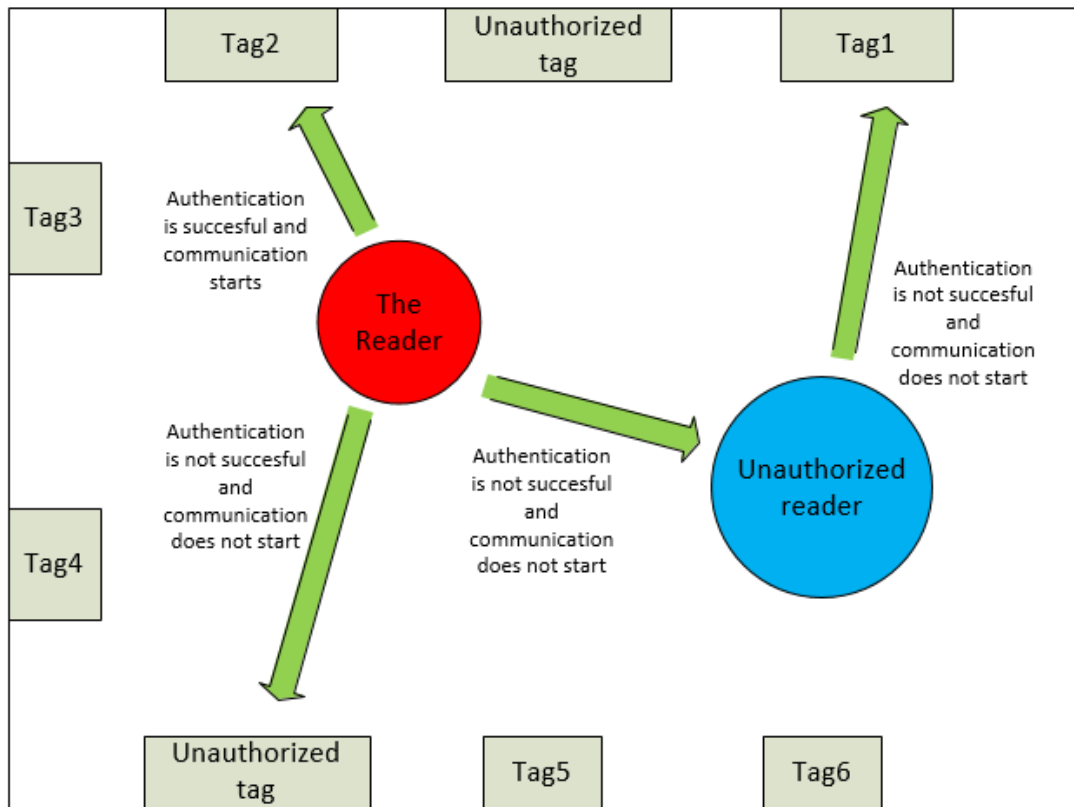 Tag2
Unauthorized
tag
Tag1
Tag3
Authentication
is succesful and
communication
starts
The
Reader
Authentication
is not succesful
and
communication
does not start
Authentication
is not succesful
and
communication
does not start
Authentication
is not succesful
and
communication
does not start
Unauthorized
reader
Tag4
Unauthorized
tag
Tag5
Tag6